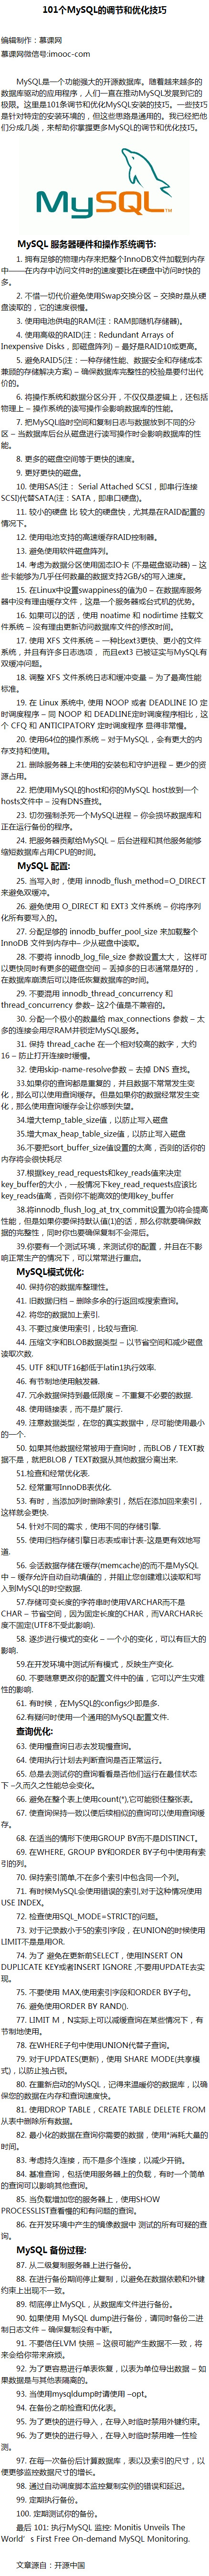 101个MySQL的调节和优化技巧
编辑制作：慕课网
慕课网微信号:imooc-com
MySQL是一个功能强大的开源数据库。随着越来越多的
数据库驱动的应用程序，人们一直在推动MySQL发展到它的
极限。这里是101条调节和优化MySQL安装的技巧。一些技巧
是针对特定的安装环境的，但这些思路是通用的。我已经把他
们分成几类，来帮助你掌握更多MySQL的调节和优化技巧。
MySQL
MySQL 服务器硬件和操作系统调节:
1. 拥有足够的物理内存来把整个InnoDB文件加载到内存
中——在内存中访问文件时的速度要比在硬盘中访问时快的
多。
2. 不惜一切代价避免使用Swap交换分区 – 交换时是从硬
盘读取的，它的速度很慢。
3. 使用电池供电的RAM(注：RAM即随机存储器)。
4. 使用高级的RAID(注：Redundant Arrays of
Inexpensive Disks，即磁盘阵列) – 最好是RAID10或更高。
5. 避免RAID5(注：一种存储性能、数据安全和存储成本
兼顾的存储解决方案) – 确保数据库完整性的校验是要付出代
价的。
6. 将操作系统和数据分区分开，不仅仅是逻辑上，还包括
物理上 – 操作系统的读写操作会影响数据库的性能。
7. 把MySQL临时空间和复制日志与数据放到不同的分
区 – 当数据库后台从磁盘进行读写操作时会影响数据库的性
能。
8. 更多的磁盘空间等于更快的速度。
9. 更好更快的磁盘。
10. 使用SAS(注： Serial Attached SCSI，即串行连接
SCSI)代替SATA(注：SATA，即串口硬盘)。
11. 较小的硬盘 比 较大的硬盘快，尤其是在RAID配置的
情况下。
12. 使用电池支持的高速缓存RAID控制器。
13. 避免使用软件磁盘阵列。
14. 考虑为数据分区使用固态IO卡 (不是磁盘驱动器) – 这
些卡能够为几乎任何数量的数据支持2GB/s的写入速度。
15. 在Linux中设置swappiness的值为0 – 在数据库服务
器中没有理由缓存文件，这是一个服务器或台式机的优势。
16. 如果可以的话，使用 noatime 和 nodirtime 挂载文
件系统 – 没有理由更新访问数据库文件的修改时间。
17. 使用 XFS 文件系统 – 一种比ext3更快、更小的文件
系统，并且有许多日志选项， 而且ext3 已被证实与MySQL有
双缓冲问题。
18. 调整 XFS 文件系统日志和缓冲变量 – 为了最高性能
标准。
19. 在 Linux 系统中, 使用 NOOP 或者 DEADLINE IO 定
时调度程序 – 同 NOOP 和 DEADLINE定时调度程序相比，这
个 CFQ 和 ANTICIPATORY 定时调度程序 显得非常慢。
20. 使用64位的操作系统 – 对于MySQL，会有更大的内
存支持和使用。
21. 删除服务器上未使用的安装包和守护进程 – 更少的资
源占用。
22. 把使用MySQL的host和你的MySQL host放到一个
hosts文件中 – 没有DNS查找。
23. 切勿强制杀死一个MySQL进程 – 你会损坏数据库和
正在运行备份的程序。
24. 把服务器贡献给MySQL – 后台进程和其他服务能够
缩短数据库占用CPU的时间。
MySQL 配置:
25. 当写入时，使用 innodb_flush_method=O_DIRECT
来避免双缓冲。
26. 避免使用 O_DIRECT 和 EXT3 文件系统 – 你将序列
化所有要写入的。
27. 分配足够的 innodb_buffer_pool_size 来加载整个
InnoDB 文件到内存中– 少从磁盘中读取。
28. 不要将 innodb_log_file_size 参数设置太大， 这样可
以更快同时有更多的磁盘空间 – 丢掉多的日志通常是好的，
在数据库崩溃后可以降低恢复数据库的时间。
29. 不要混用 innodb_thread_concurrency 和
thread_concurrency 参数– 这2个值是不兼容的。
30. 分配一个极小的数量给 max_connections 参数 – 太
多的连接会用尽RAM并锁定MySQL服务。
31. 保持 thread_cache 在一个相对较高的数字，大约
16 – 防止打开连接时缓慢。
32. 使用skip-name-resolve参数 – 去掉 DNS 查找。
33.如果你的查询都是重复的，并且数据不常常发生变
化，那么可以使用查询缓存。但是如果你的数据经常发生变
化，那么使用查询缓存会让你感到失望。
34.增大temp_table_size值，以防止写入磁盘
35.增大max_heap_table_size值，以防止写入磁盘
36.不要把sort_buffer_size值设置的太高，否则的话你的
内存将会很快耗尽
37.根据key_read_requests和key_reads值来决定
key_buffer的大小，一般情况下key_read_requests应该比
key_reads值高，否则你不能高效的使用key_buffer
38.将innodb_flush_log_at_trx_commit设置为0将会提高
性能，但是如果你要保持默认值(1)的话，那么你就要确保数
据的完整性，同时你也要确保复制不会滞后。
39.你要有一个测试环境，来测试你的配置，并且在不影
响正常生产的情况下，可以常常进行重启。
MySQL模式优化:
40. 保持你的数据库整理性。
41. 旧数据归档 – 删除多余的行返回或搜索查询。
42. 将您的数据加上索引.
43. 不要过度使用索引，比较与查询.
44. 压缩文字和BLOB数据类型 – 以节省空间和减少磁盘
读取次数.
45. UTF 8和UTF16都低于latin1执行效率.
46. 有节制地使用触发器.
47. 冗余数据保持到最低限度 – 不重复不必要的数据.
48. 使用链接表，而不是扩展行.
49. 注意数据类型，在您的真实数据中，尽可能使用最小
的一个.
50. 如果其他数据经常被用于查询时，而BLOB / TEXT数
据不是，就把BLOB / TEXT数据从其他数据分离出来.
51.检查和经常优化表.
52. 经常重写InnoDB表优化.
53. 有时，当添加列时删除索引，然后在添加回来索引，
这样就会更快.
54. 针对不同的需求，使用不同的存储引擎.
55. 使用归档存储引擎日志表或审计表-这是更有效地写
道.
56. 会话数据存储在缓存(memcache)的而不是MySQL
中 – 缓存允许自动自动填值的，并阻止您创建难以读取和写
入到MySQL的时空数据.
57.存储可变长度的字符串时使用VARCHAR而不是
CHAR – 节省空间，因为固定长度的CHAR，而VARCHAR长
度不固定(UTF8不受此影响).
58. 逐步进行模式的变化 – 一个小的变化，可以有巨大的
影响.
59.在开发环境中测试所有模式，反映生产变化.
60. 不要随意更改你的配置文件中的值，它可以产生灾难
性的影响.
61. 有时候，在MySQL的configs少即是多.
62.有疑问时使用一个通用的MySQL配置文件.
查询优化:
63. 使用慢查询日志去发现慢查询。
64. 使用执行计划去判断查询是否正常运行。
65. 总是去测试你的查询看看是否他们运行在最佳状态
下 –久而久之性能总会变化。
66. 避免在整个表上使用count(*),它可能锁住整张表。
67. 使查询保持一致以便后续相似的查询可以使用查询缓
存。
68. 在适当的情形下使用GROUP BY而不是DISTINCT。
69. 在WHERE, GROUP BY和ORDER BY子句中使用有索
引的列。
70. 保持索引简单,不在多个索引中包含同一个列。
71. 有时候MySQL会使用错误的索引,对于这种情况使用
USE INDEX。
72. 检查使用SQL_MODE=STRICT的问题。
73. 对于记录数小于5的索引字段，在UNION的时候使用
LIMIT不是是用OR.
74. 为了 避免在更新前SELECT，使用INSERT ON
DUPLICATE KEY或者INSERT IGNORE ,不要用UPDATE去实
现。
75. 不要使用 MAX,使用索引字段和ORDER BY子句。
76. 避免使用ORDER BY RAND().
77. LIMIT M，N实际上可以减缓查询在某些情况下，有
节制地使用。
78. 在WHERE子句中使用UNION代替子查询。
79. 对于UPDATES(更新)，使用 SHARE MODE(共享模
式)，以防止独占锁。
80. 在重新启动的MySQL，记得来温暖你的数据库，以确
保您的数据在内存和查询速度快。
81. 使用DROP TABLE，CREATE TABLE DELETE FROM
从表中删除所有数据。
82. 最小化的数据在查询你需要的数据，使用*消耗大量的
时间。
83. 考虑持久连接，而不是多个连接，以减少开销。
84. 基准查询，包括使用服务器上的负载，有时一个简单
的查询可以影响其他查询。
85. 当负载增加您的服务器上，使用SHOW
PROCESSLIST查看慢的和有问题的查询。
86. 在开发环境中产生的镜像数据中 测试的所有可疑的查
询。
MySQL 备份过程:
87. 从二级复制服务器上进行备份。
88. 在进行备份期间停止复制，以避免在数据依赖和外键
约束上出现不一致。
89. 彻底停止MySQL，从数据库文件进行备份。
90. 如果使用 MySQL dump进行备份，请同时备份二进
制日志文件 – 确保复制没有中断。
91. 不要信任LVM 快照 – 这很可能产生数据不一致，将
来会给你带来麻烦。
92. 为了更容易进行单表恢复，以表为单位导出数据 – 如
果数据是与其他表隔离的。
93. 当使用mysqldump时请使用 –opt。
94. 在备份之前检查和优化表。
95. 为了更快的进行导入，在导入时临时禁用外键约束。
96. 为了更快的进行导入，在导入时临时禁用唯一性检
测。
97. 在每一次备份后计算数据库，表以及索引的尺寸，以
便更够监控数据尺寸的增长。
98. 通过自动调度脚本监控复制实例的错误和延迟。
99. 定期执行备份。
100. 定期测试你的备份。
最后 101: 执行MySQL 监控: Monitis Unveils The
World’s First Free On-demand MySQL Monitoring.
文章源自：开源中国